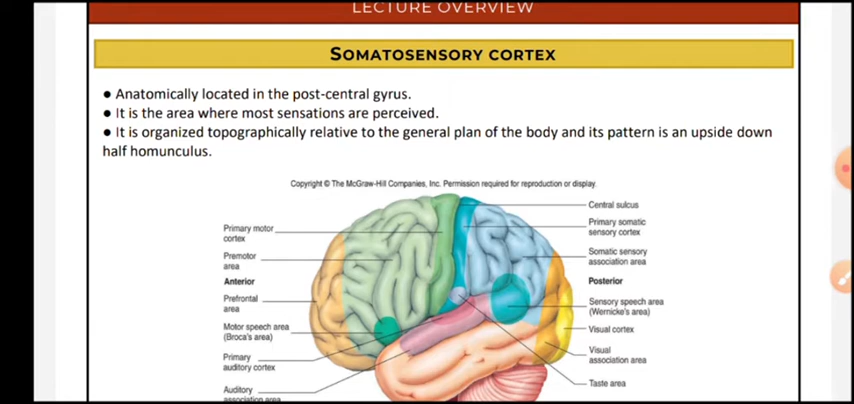 LECTURE OVERVIEW
SOMATOSENSORY CORTEX
● Anatomically located in the post-central gyrus.
● It is the area where most sensations are perceived.
● It is organized topographically relative to the general plan of the body and its pattern is an upside down
half homunculus.
Copyright © The McGraw-Hill Companies, Inc. Permission required for reproduction or display.
Primary motor
cortex
Premotor
area
Anterior
Prefrontal
area
Motor speech area
(Broca's area)
Primary
auditory cortex
Auditory
association area
Central sulcus
Primary somatic
sensory cortex
Somatic sensory
association area
Posterior
Sensory speech area
(Wernicke's area)
Visual cortex
Visual
association area
Taste area